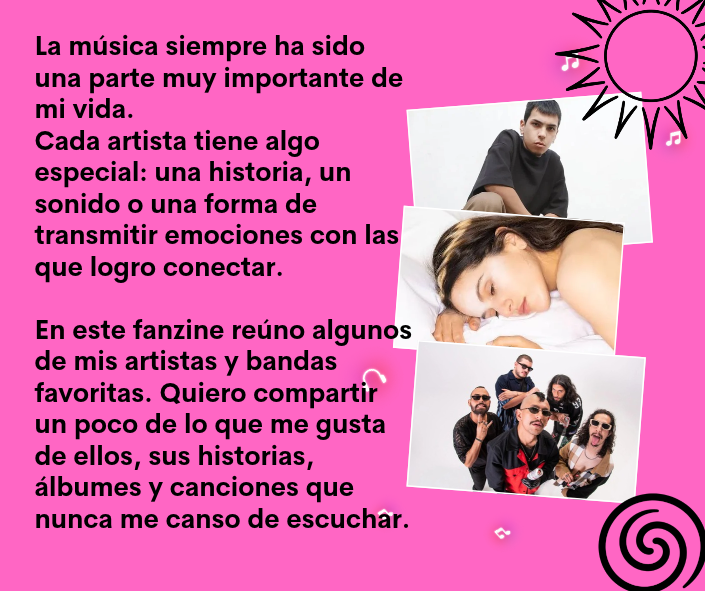 La música siempre ha sido
una parte muy importante de
mi vida.
Cada artista tiene algo
especial: una historia, un
sonido o una forma de
transmitir emociones con las
que logro conectar.
En este fanzine reúno algunos
de mis artistas y bandas
favoritas. Quiero compartir
un poco de lo que me gusta
de ellos, sus historias,
álbumes y canciones que
nunca me canso de escuchar.